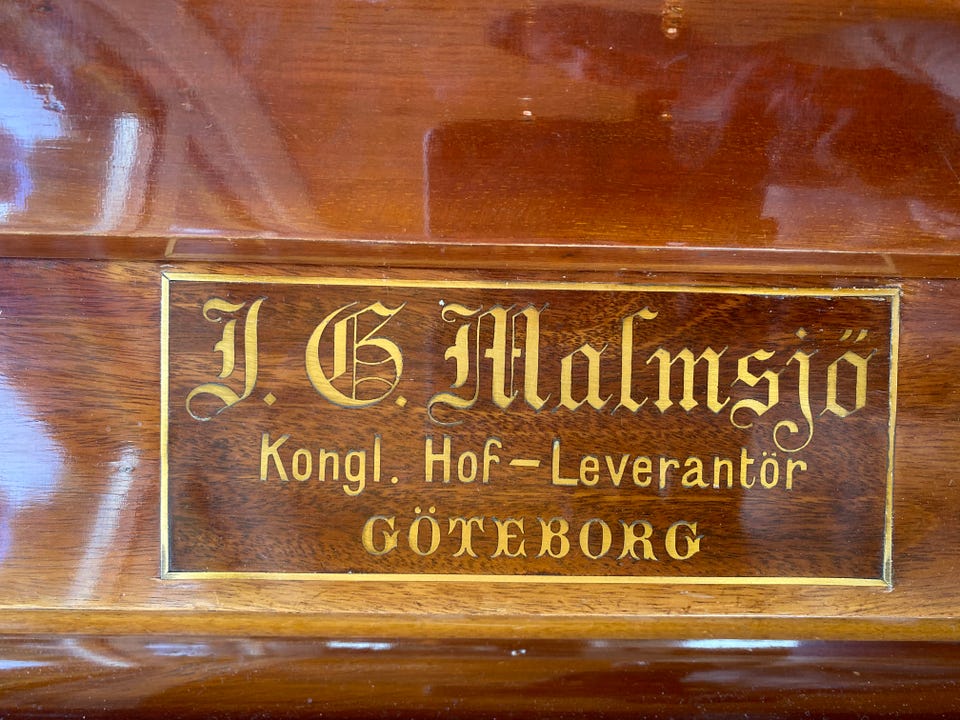 J. G. Malmsjö
Kongl. Hof-Leverantör
GÖTEBORG